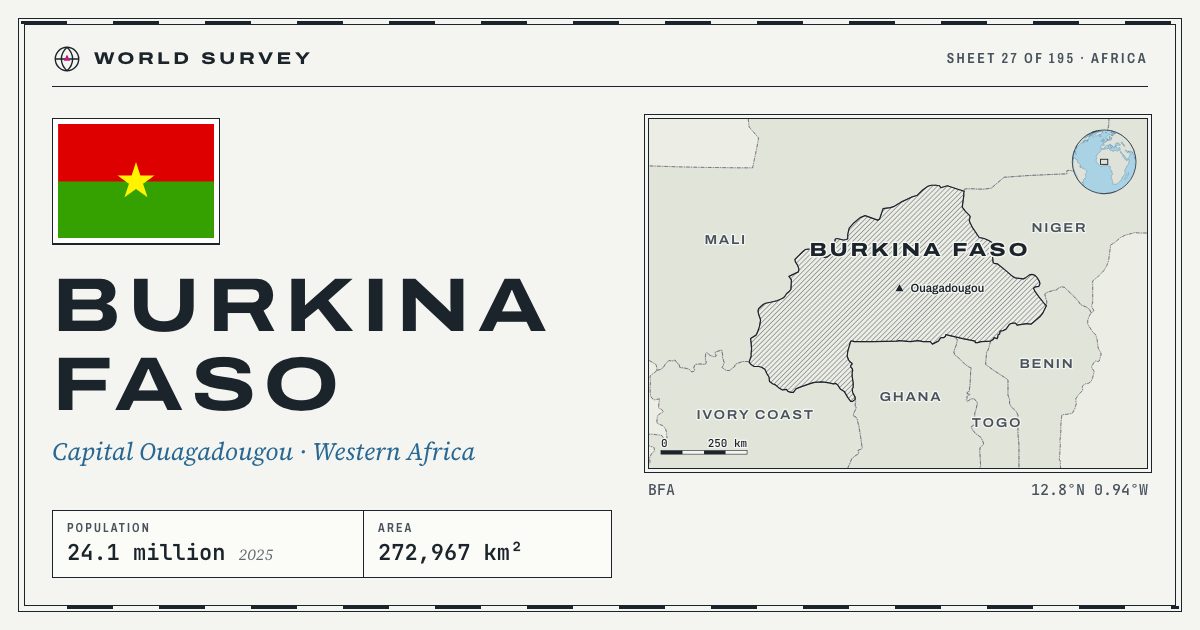 WORLD SURVEY
SHEET 27 OF 195 · AFRICA
BURKINA
FASO
Capital Ouagadougou · Western Africa
POPULATION
24.1 million 2025
AREA
272,967 km²
MALI
NIGER
BURKINA FASO
Ouagadougou
BENIN
GHANA
IVORY COAST
TOGO
0 250 km
BFA
12.8°N 0.94°W